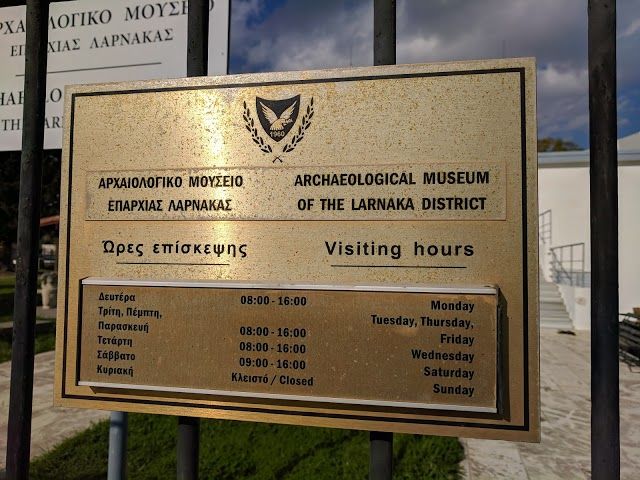 ΑΡΧΑΙΟΛΟΓΙΚΟ ΜΟΥΣΕΙΟ
ΕΠΑΡΧΙΑΣ ΛΑΡΝΑΚΑΣ
1960
ΑΡΧΑΙΟΛΟΓΙΚΟ ΜΟΥΣΕΙΟ ARCHAEOLOGICAL MUSEUM
ΕΠΑΡΧΙΑΣ ΛΑΡΝΑΚΑΣ OF THE LARNAKA DISTRICT
Ώρες επίσκεψης Visiting hours
Δευτέρα 08:00-16:00 Monday
Τρίτη, Πέμπτη, Tuesday, Thursday,
Παρασκευή 08:00-16:00 Friday
Τετάρτη 08:00-16:00 Wednesday
Σάββατο 09:00-16:00 Saturday
Κυριακή Κλειστό / Closed Sunday